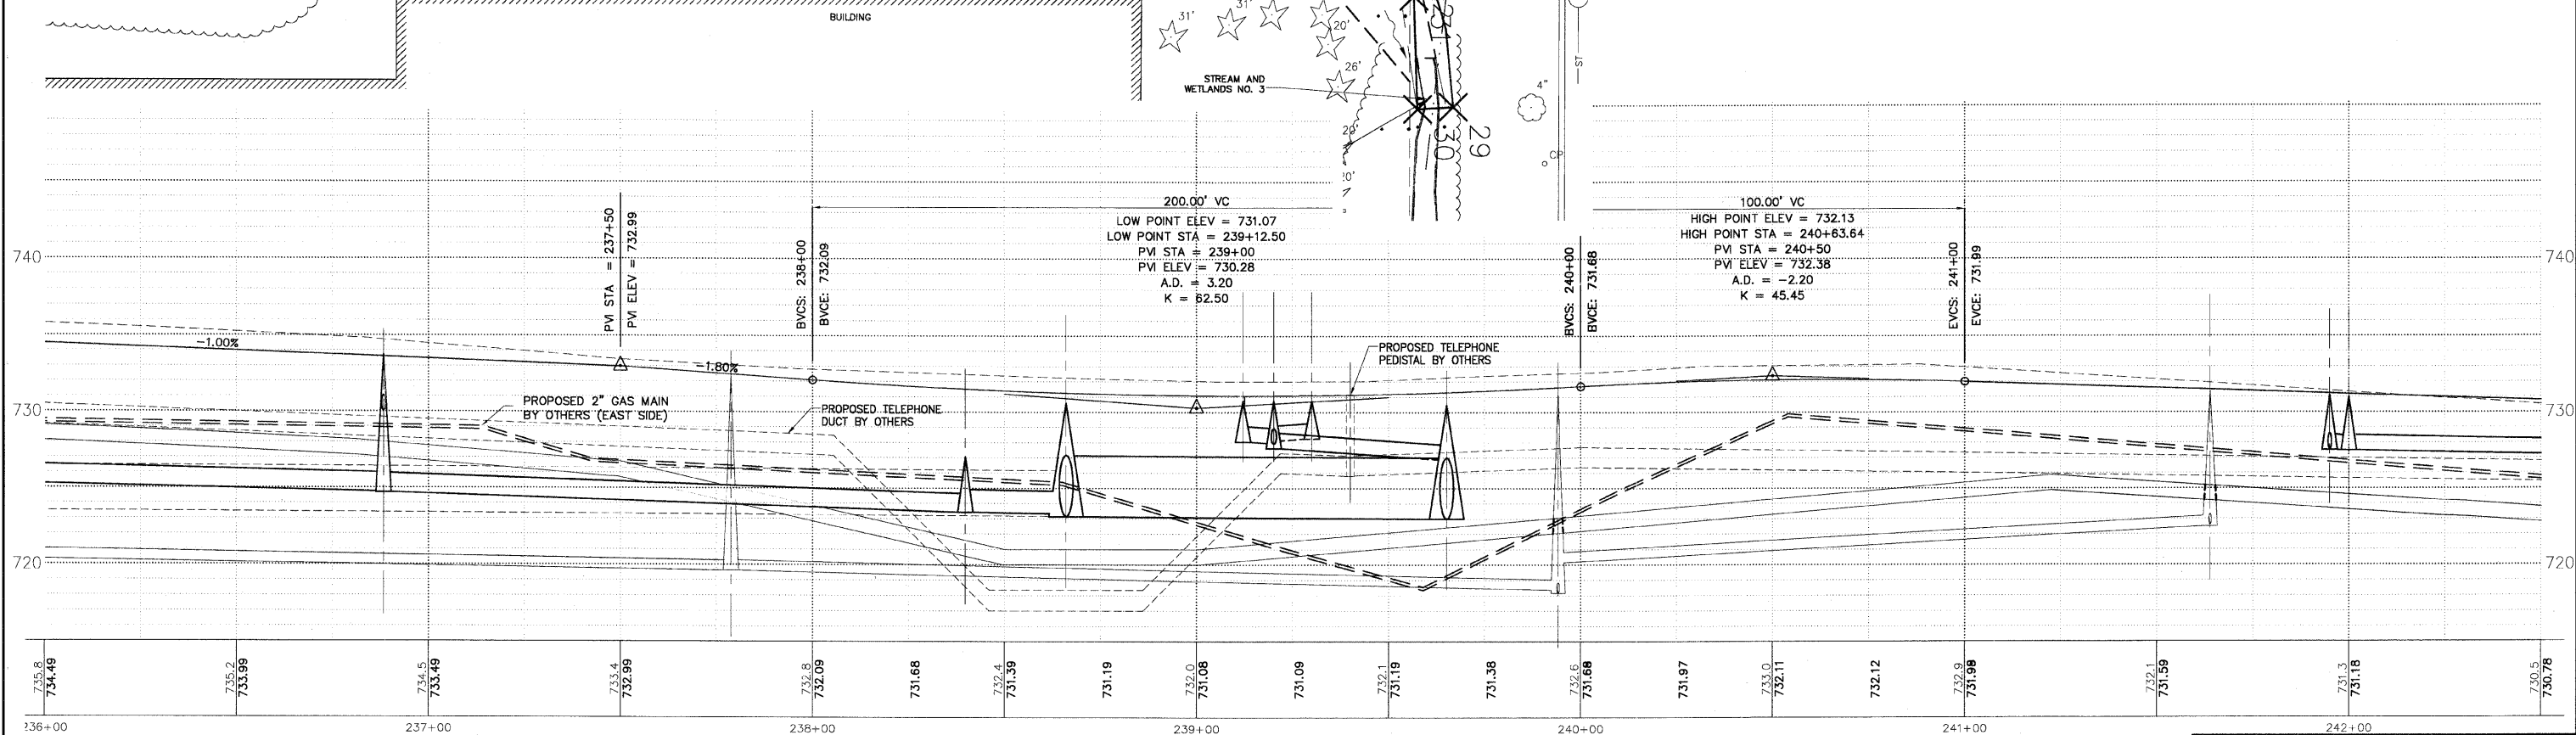 BUILDING
31'
31'
20'
26'
STREAM AND
WETLANDS NO. 3
20'
20'
31
30
29
ST
4"
CP
740
730
720
-1.00%
PVI STA = 237+50
PVI ELEV = 732.99
-1.80%
BVCS: 238+00
BVCE: 732.09
PROPOSED 2" GAS MAIN
BY OTHERS (EAST SIDE)
PROPOSED TELEPHONE
DUCT BY OTHERS
200.00' VC
LOW POINT ELEV = 731.07
LOW POINT STA = 239+12.50
PVI STA = 239+00
PVI ELEV = 730.28
A.D. = 3.20
K = 62.50
PROPOSED TELEPHONE
PEDISTAL BY OTHERS
BVCS: 240+00
BVCE: 731.68
100.00' VC
HIGH POINT ELEV = 732.13
HIGH POINT STA = 240+63.64
PVI STA = 240+50
PVI ELEV = 732.38
A.D. = -2.20
K = 45.45
EVCS: 241+00
EVCE: 731.99
740
730
720
735.8
734.49
735.2
733.99
734.5
733.49
733.4
732.99
732.8
732.09
731.68
732.4
731.39
731.19
732.0
731.08
731.09
732.1
731.19
731.38
732.6
731.68
731.97
733.0
732.11
732.12
732.9
731.98
732.1
731.59
731.3
731.18
730.5
730.78
236+00
237+00
238+00
239+00
240+00
241+00
242+00